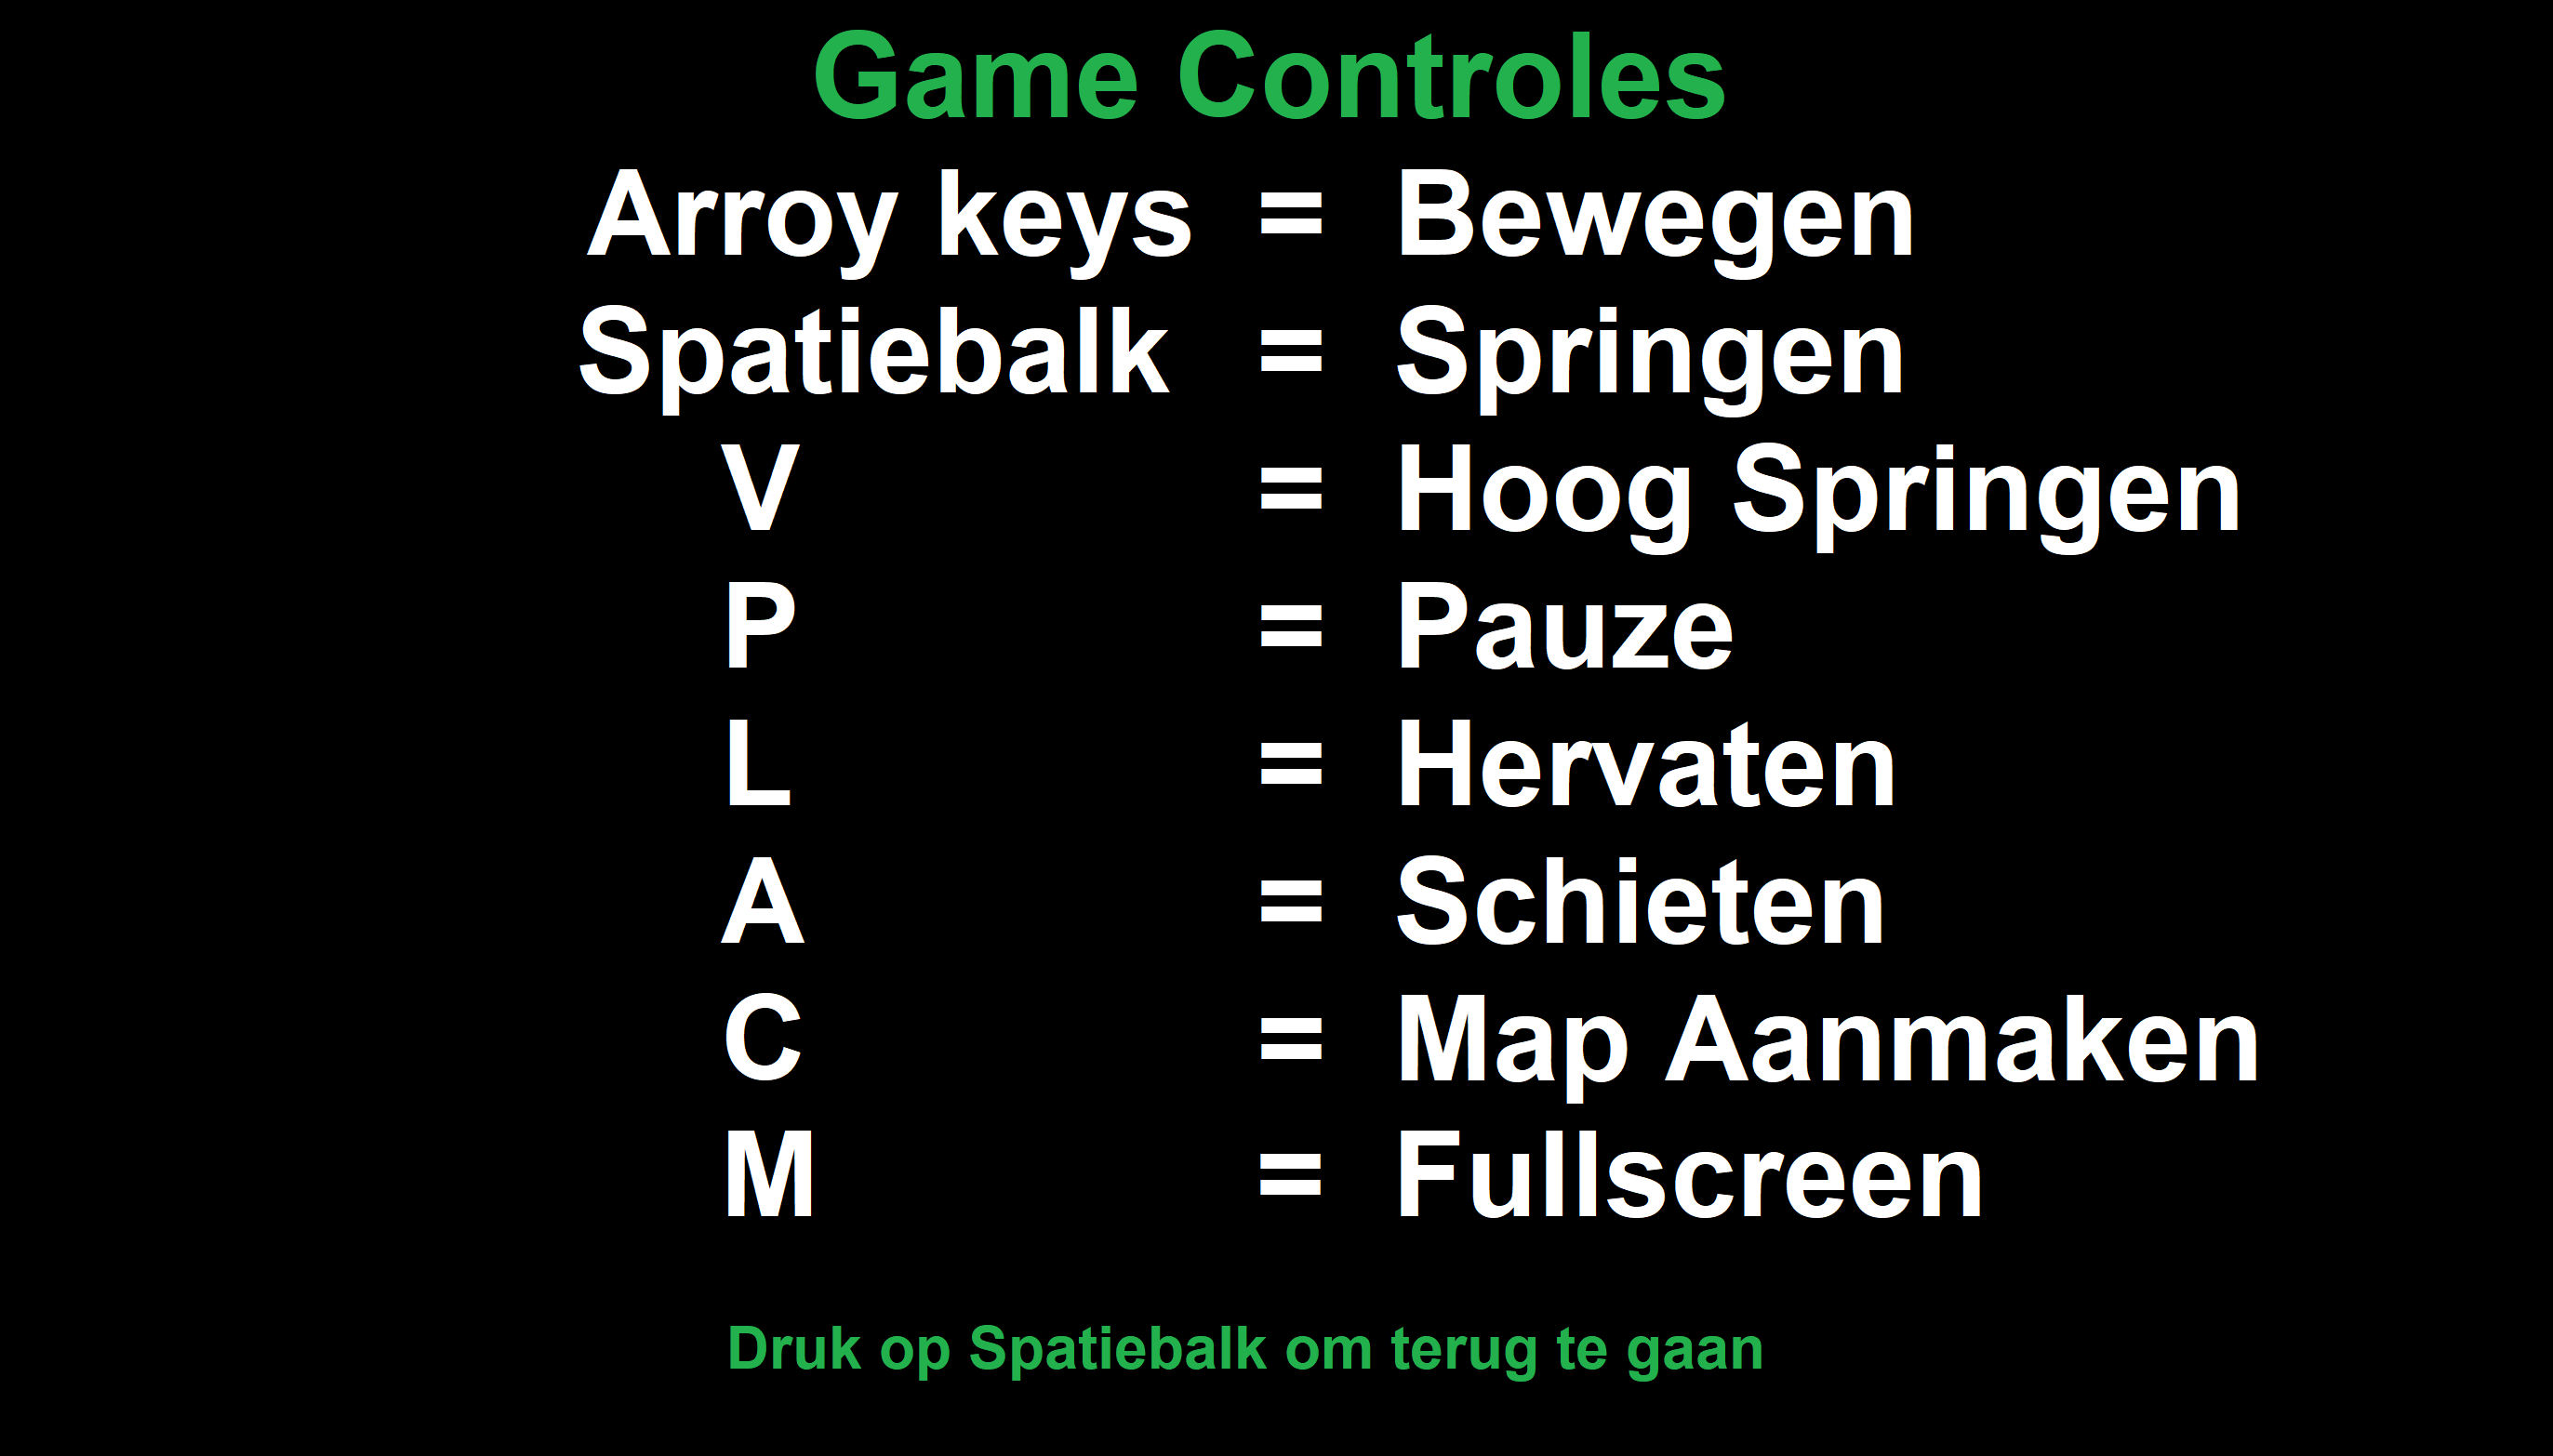 Game Controles
Arroy keys = Bewegen
Spatiebalk = Springen
V = Hoog Springen
P = Pauze
L = Hervaten
A = Schieten
C = Map Aanmaken
M = Fullscreen
Druk op Spatiebalk om terug te gaan